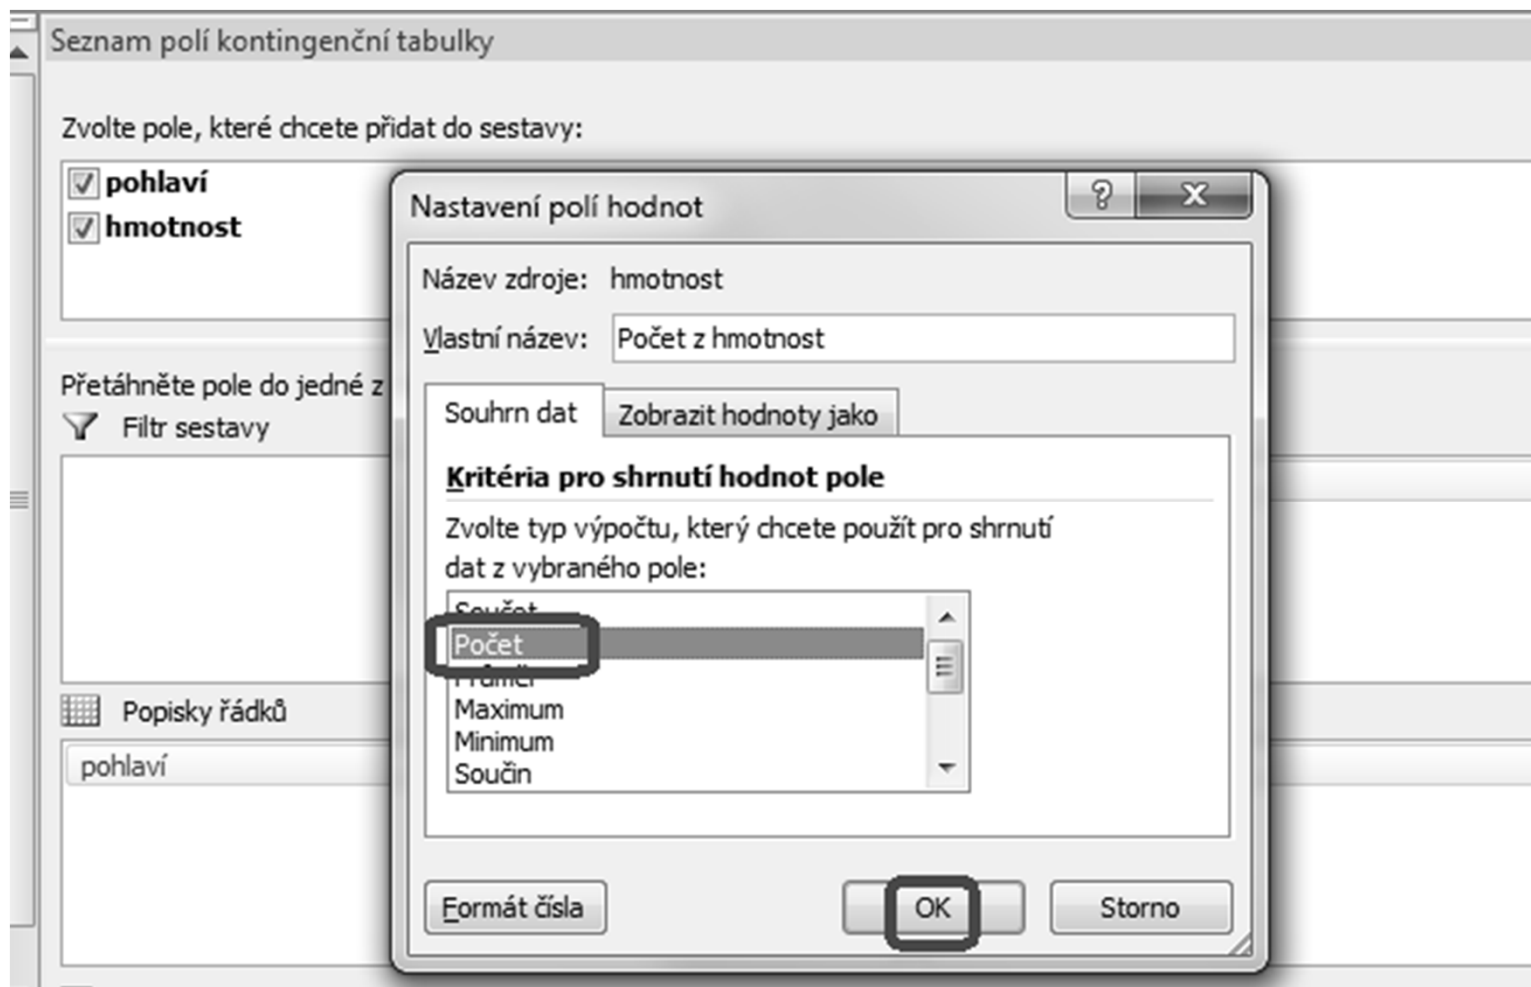 Seznam polí kontingenční tabulky
Zvolte pole, které chcete přidat do sestavy:
pohlaví
hmotnost
Přetáhněte pole do jedné z
Filtr sestavy
Popisky řádků
pohlaví
Nastavení polí hodnot
?
X
Název zdroje: hmotnost
Vlastní název: Počet z hmotnost
Souhrn dat
Zobrazit hodnoty jako
Kritéria pro shrnutí hodnot pole
Zvolte typ výpočtu, který chcete použít pro shrnutí
dat z vybraného pole:
Součet
Počet
Průměr
Maximum
Minimum
Součin
Formát čísla
OK
Storno